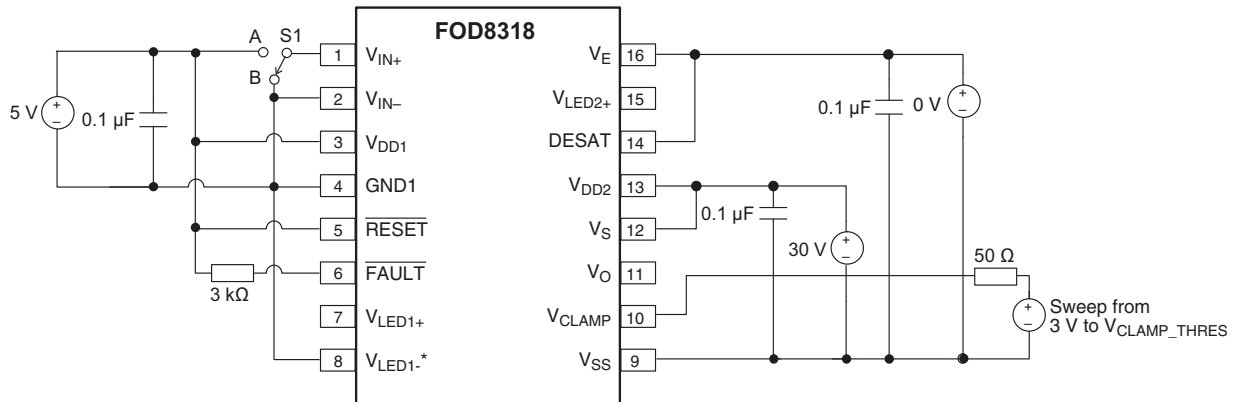 FOD8318
A
S1
B
5 V
0.1 µF
3 kΩ
1 V_IN+
2 V_IN–
3 V_DD1
4 GND1
5 RESET
6 FAULT
7 V_LED1+
8 V_LED1-*
V_E 16
V_LED2+ 15
DESAT 14
V_DD2 13
V_S 12
V_O 11
V_CLAMP 10
V_SS 9
0.1 µF
0 V
0.1 µF
30 V
50 Ω
Sweep from
3 V to V_CLAMP_THRES